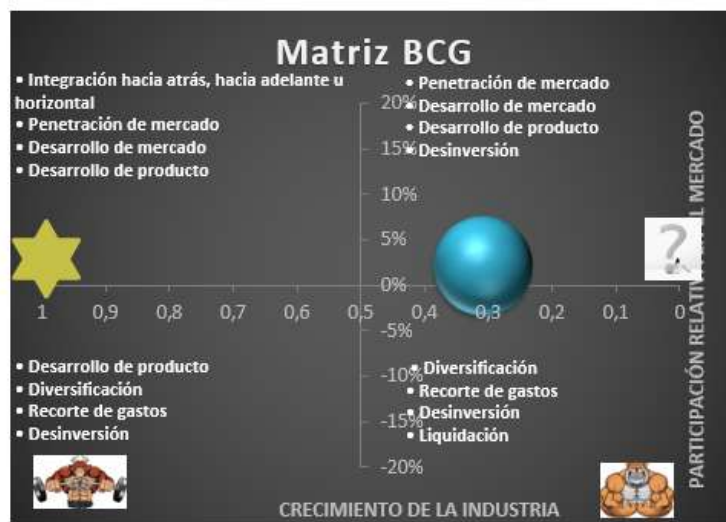 Matriz BCG
• Integración hacia atrás, hacia adelante u
horizontal
• Penetración de mercado
• Desarrollo de mercado
• Desarrollo de producto
• Penetración de mercado
• Desarrollo de mercado
• Desarrollo de producto
• Desinversión
20%
15%
10%
5%
0%
-5%
-10%
-15%
-20%
1 0,9 0,8 0,7 0,6 0,5 0,4 0,3 0,2 0,1 0
?
• Desarrollo de producto
• Diversificación
• Recorte de gastos
• Desinversión
• Diversificación
• Recorte de gastos
• Desinversión
• Liquidación
CRECIMIENTO DE LA INDUSTRIA
PARTICIPACIÓN RELATIVA EN EL MERCADO